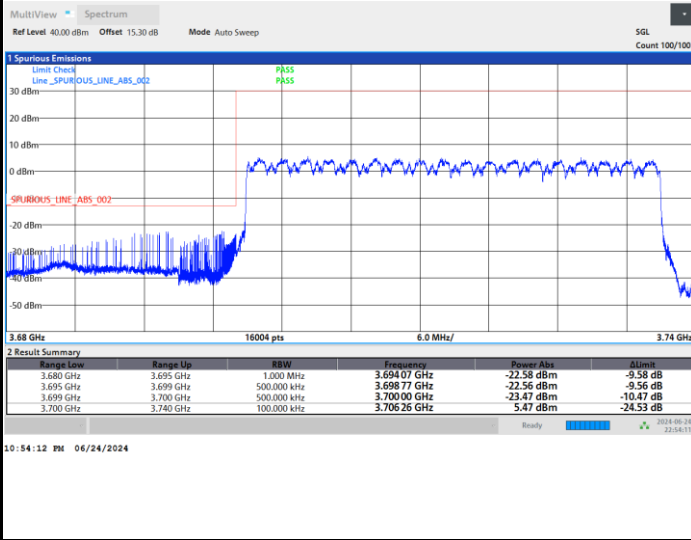 MultiView Spectrum
Ref Level 40.00 dBm Offset 15.30 dB Mode Auto Sweep SGL
Count 100/100
1 Spurious Emissions
Limit Check PASS
Line _SPURIOUS_LINE_ABS_002 PASS
30 dBm
20 dBm
10 dBm
0 dBm
_SPURIOUS_LINE_ABS_002
-20 dBm
-30 dBm
-40 dBm
-50 dBm
3.68 GHz 16004 pts 6.0 MHz/ 3.74 GHz
2 Result Summary
Range Low Range Up RBW Frequency Power Abs ΔLimit
3.680 GHz 3.695 GHz 1.000 MHz 3.694 07 GHz -22.58 dBm -9.58 dB
3.695 GHz 3.699 GHz 500.000 kHz 3.698 77 GHz -22.56 dBm -9.56 dB
3.699 GHz 3.700 GHz 500.000 kHz 3.700 00 GHz -23.47 dBm -10.47 dB
3.700 GHz 3.740 GHz 100.000 kHz 3.706 26 GHz 5.47 dBm -24.53 dB
Ready 2024-06-24
22:54:11
10:54:12 PM 06/24/2024